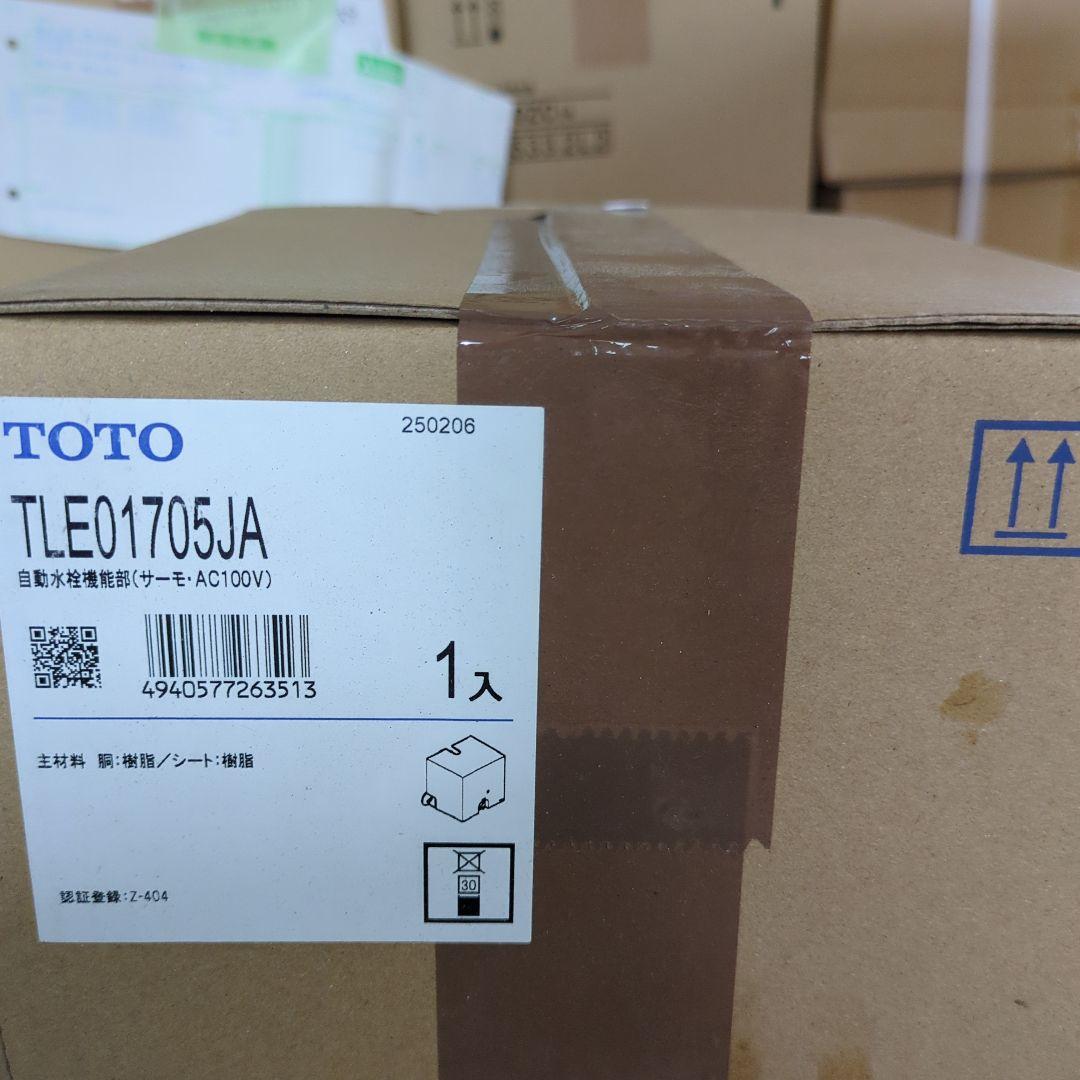 TOTO
250206
TLE01705JA
自動水栓機能部(サーモ・AC100V)
4940577263513
1入
主材料 胴:樹脂/シート:樹脂
30
認証登録:Z-404